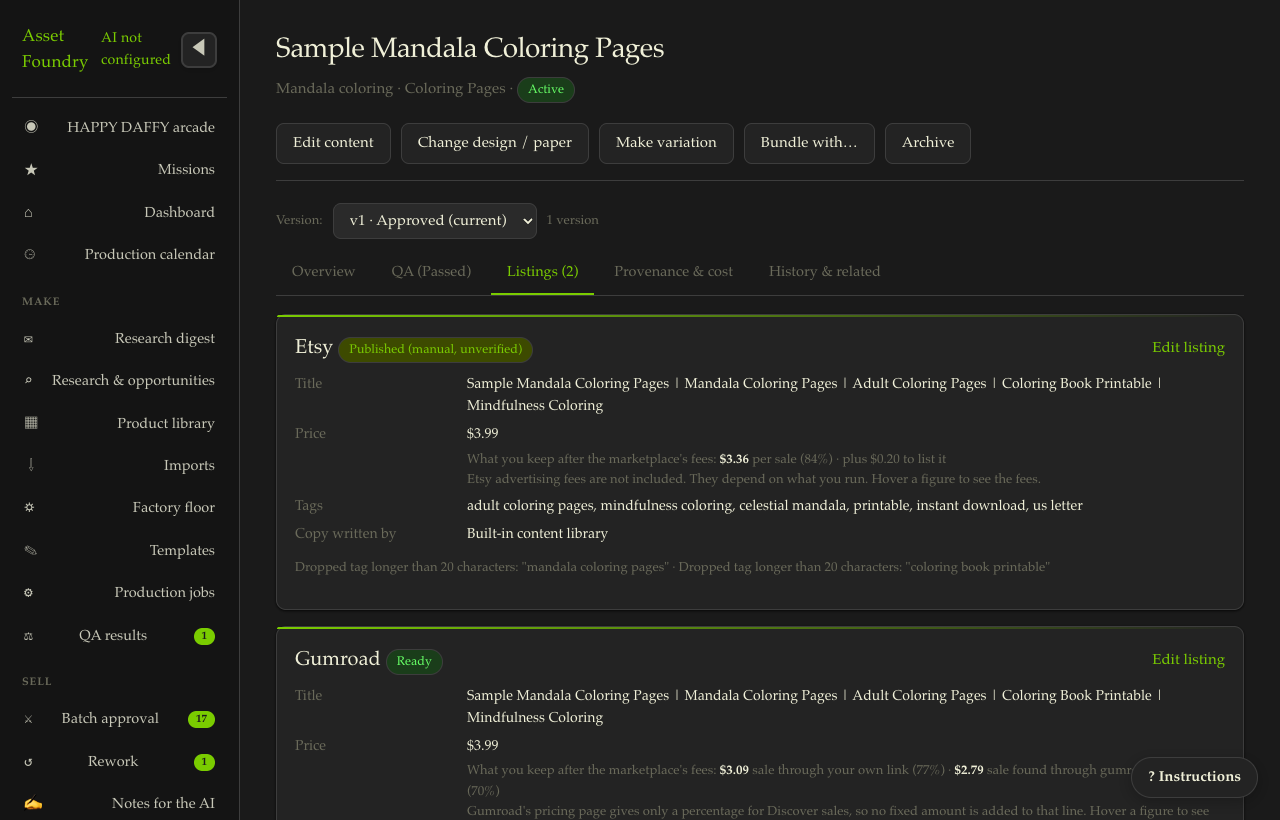 Asset Foundry
AI not configured
HAPPY DAFFY arcade
Missions
Dashboard
Production calendar
MAKE
Research digest
Research & opportunities
Product library
Imports
Factory floor
Templates
Production jobs
QA results 1
SELL
Batch approval 17
Rework 1
Notes for the AI
Sample Mandala Coloring Pages
Mandala coloring · Coloring Pages · Active
Edit content
Change design / paper
Make variation
Bundle with…
Archive
Version: v1 · Approved (current) 1 version
Overview
QA (Passed)
Listings (2)
Provenance & cost
History & related
Etsy Published (manual, unverified) Edit listing
Title Sample Mandala Coloring Pages | Mandala Coloring Pages | Adult Coloring Pages | Coloring Book Printable |
Mindfulness Coloring
Price $3.99
What you keep after the marketplace's fees: $3.36 per sale (84%) · plus $0.20 to list it
Etsy advertising fees are not included. They depend on what you run. Hover a figure to see the fees.
Tags adult coloring pages, mindfulness coloring, celestial mandala, printable, instant download, us letter
Copy written by Built-in content library
Dropped tag longer than 20 characters: "mandala coloring pages" · Dropped tag longer than 20 characters: "coloring book printable"
Gumroad Ready Edit listing
Title Sample Mandala Coloring Pages | Mandala Coloring Pages | Adult Coloring Pages | Coloring Book Printable |
Mindfulness Coloring
Price $3.99
What you keep after the marketplace's fees: $3.09 sale through your own link (77%) · $2.79 sale found through
(70%)
Gumroad's pricing page gives only a percentage for Discover sales, so no fixed amount is added to that line. Hover a figure to see
? Instructions